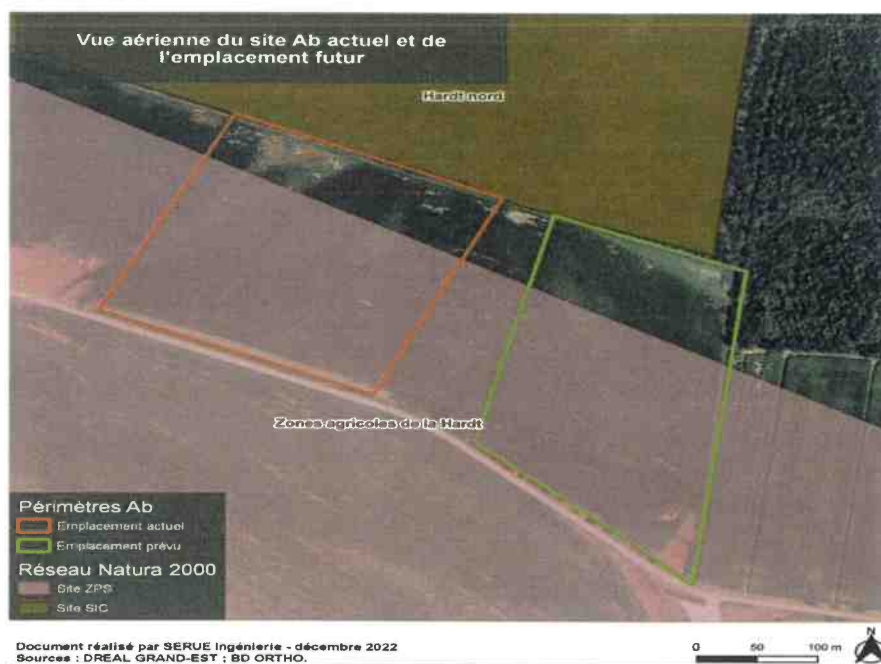 Vue aérienne du site Ab actuel et de
l'emplacement futur
Hardt nord
Zones agricoles de la Hardt
Périmètres Ab
Emplacement actuel
Emplacement prévu
Réseau Natura 2000
Site ZPS
Site SIC
Document réalisé par SERUE Ingénierie - décembre 2022
Sources : DREAL GRAND-EST ; BD ORTHO.
0 50 100 m
N